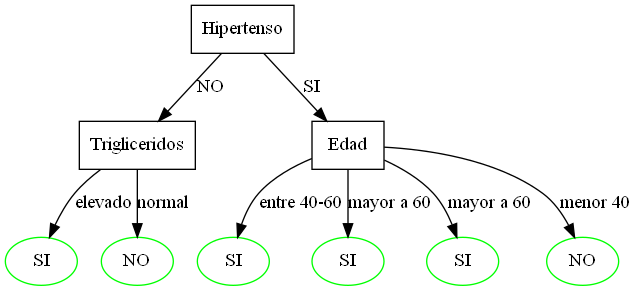 Hipertenso
NO
SI
Trigliceridos
Edad
elevado
normal
entre 40-60
mayor a 60
mayor a 60
menor 40
SI
NO
SI
SI
SI
NO